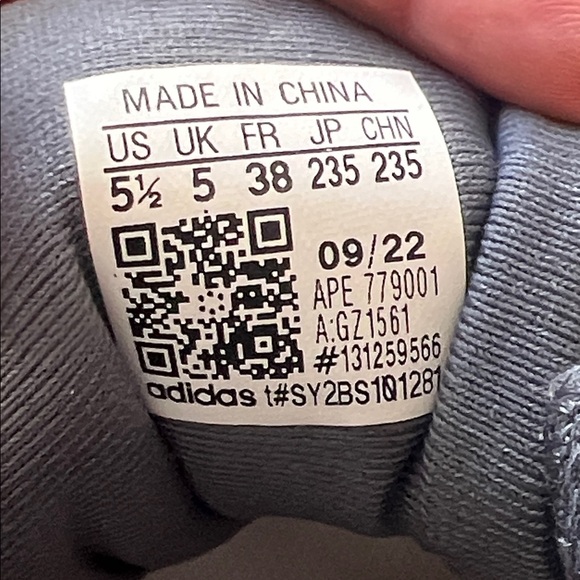 MADE IN CHINA
US UK FR JP CHN
5½ 5 38 235 235
09/22
APE 779001
A:GZ1561
#131259566
adidas t#SY2BS101281